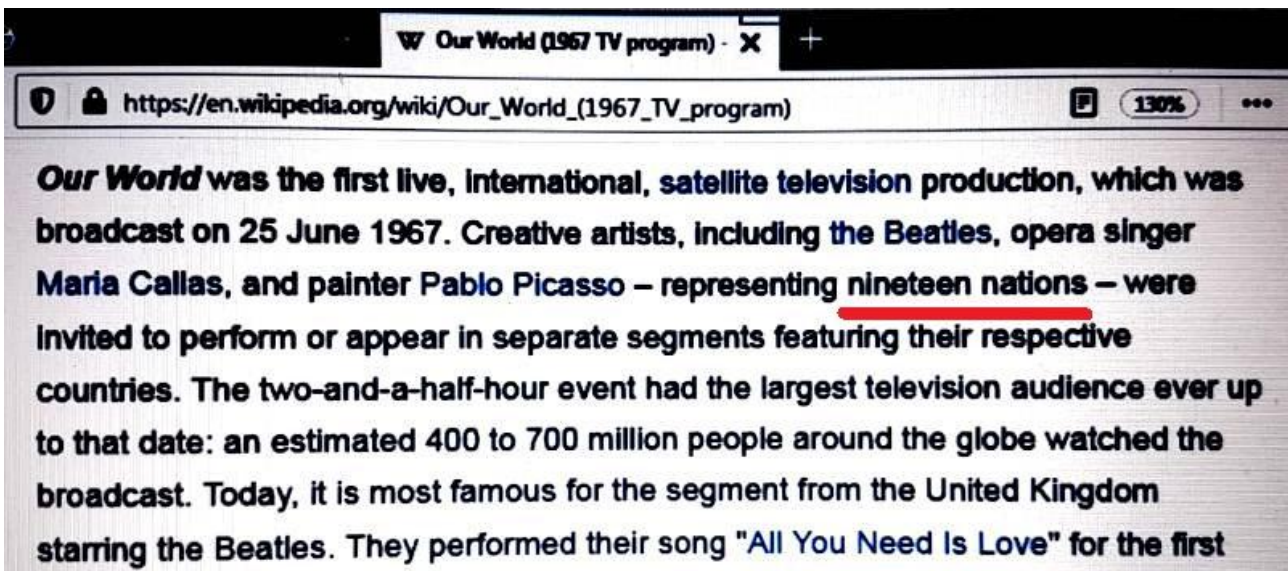 W Our World (1967 TV program) - X +
https://en.wikipedia.org/wiki/Our_World_(1967_TV_program) 130% •••
Our World was the first live, international, satellite television production, which was
broadcast on 25 June 1967. Creative artists, including the Beatles, opera singer
Maria Callas, and painter Pablo Picasso – representing nineteen nations – were
invited to perform or appear in separate segments featuring their respective
countries. The two-and-a-half-hour event had the largest television audience ever up
to that date: an estimated 400 to 700 million people around the globe watched the
broadcast. Today, it is most famous for the segment from the United Kingdom
starring the Beatles. They performed their song "All You Need Is Love" for the first